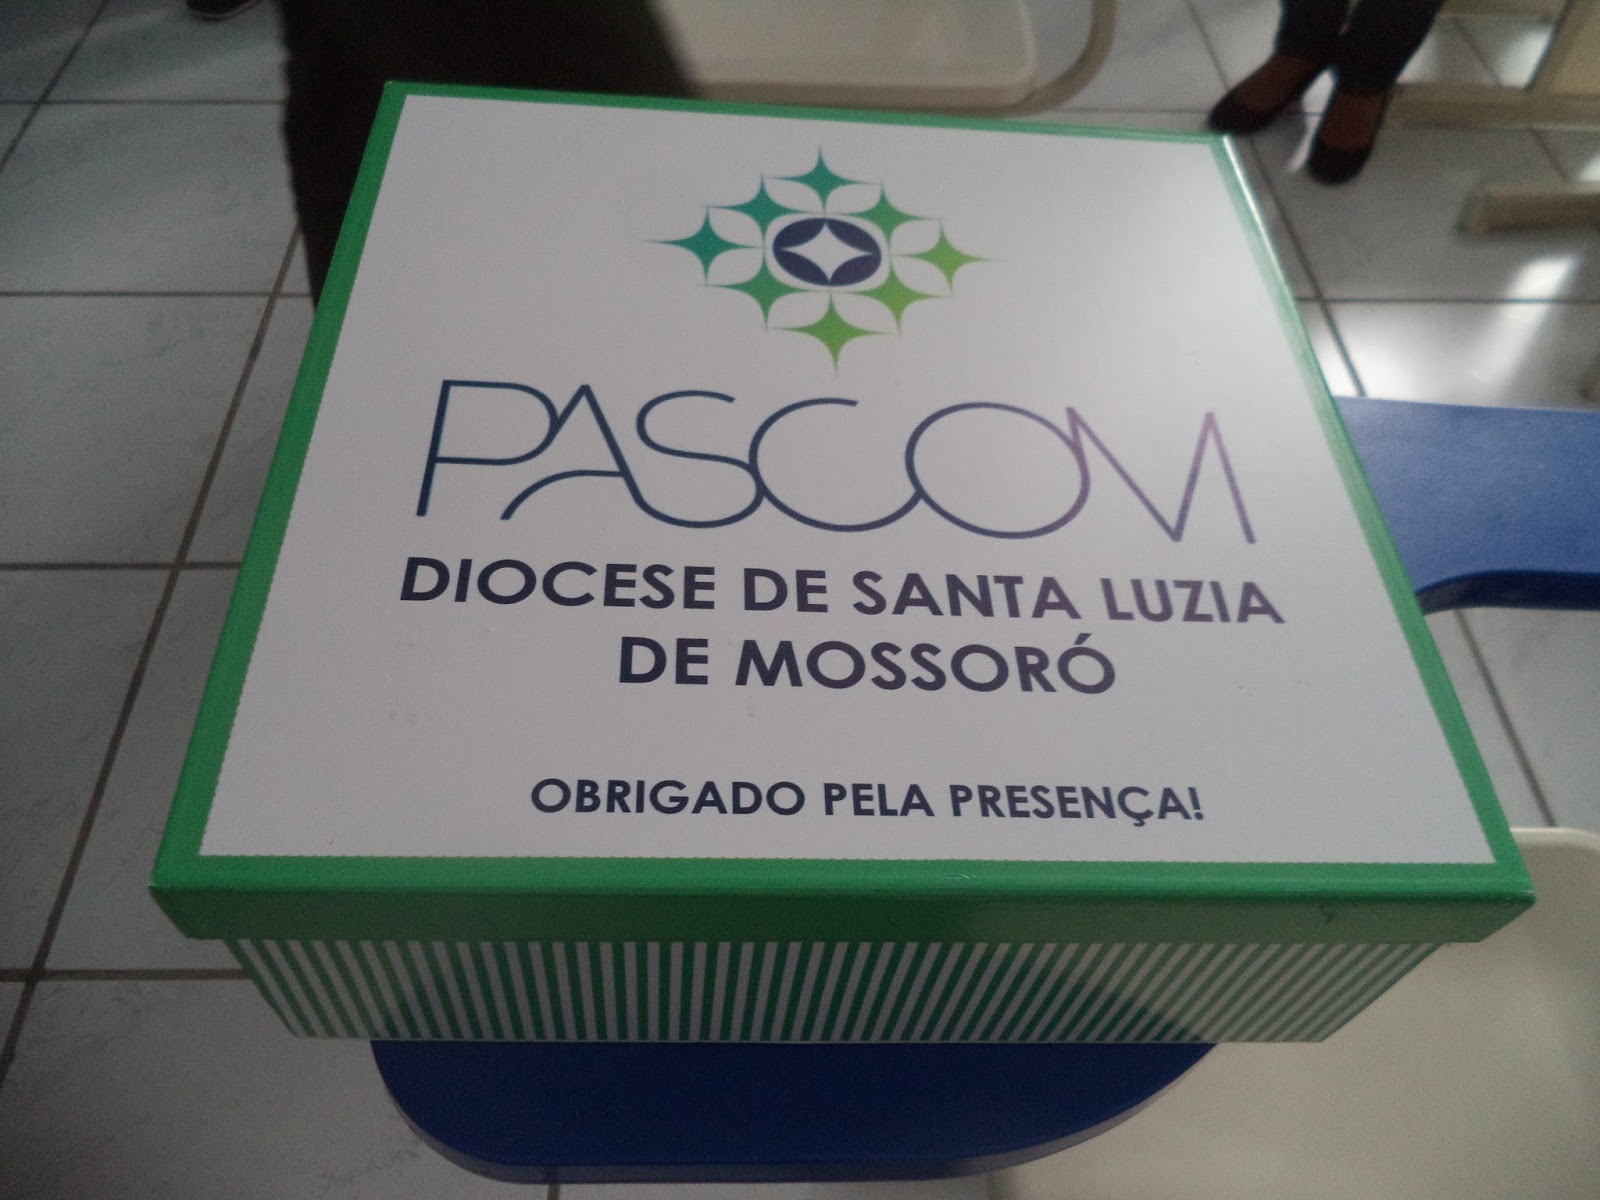 PASCOM
DIOCESE DE SANTA LUZIA
DE MOSSORÓ
OBRIGADO PELA PRESENÇA!